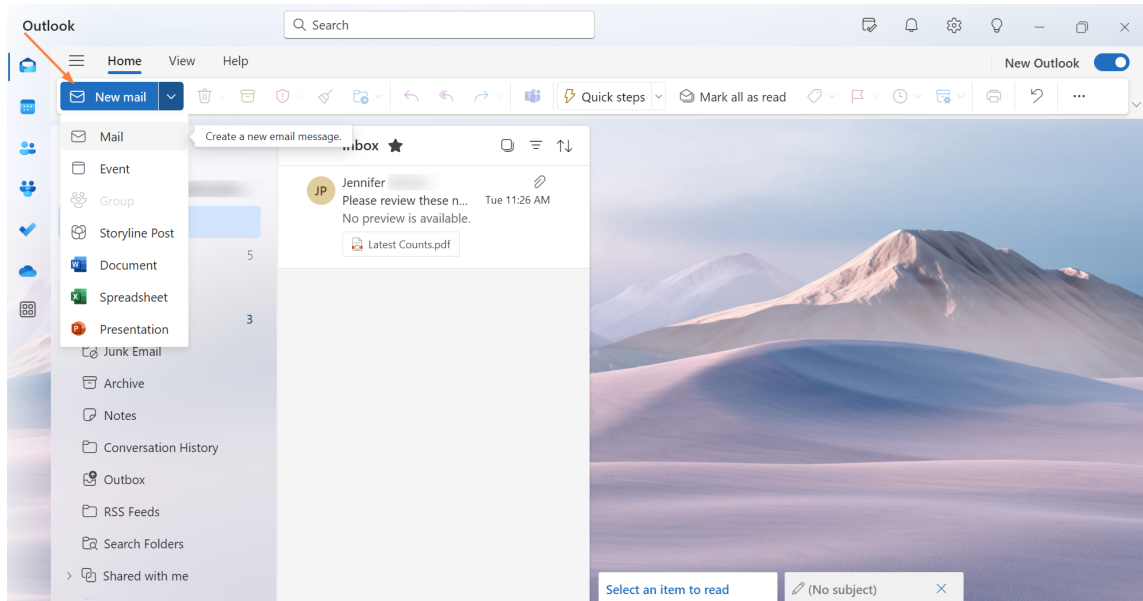 Outlook
Search
Home View Help
New Outlook
New mail
Quick steps
Mark all as read
Mail
Create a new email message.
Inbox
Event
Group
Storyline Post
Document
Spreadsheet
Presentation
5
3
Junk Email
Archive
Notes
Conversation History
Outbox
RSS Feeds
Search Folders
Shared with me
JP
Jennifer
Please review these n... Tue 11:26 AM
No preview is available.
Latest Counts.pdf
Select an item to read
(No subject)